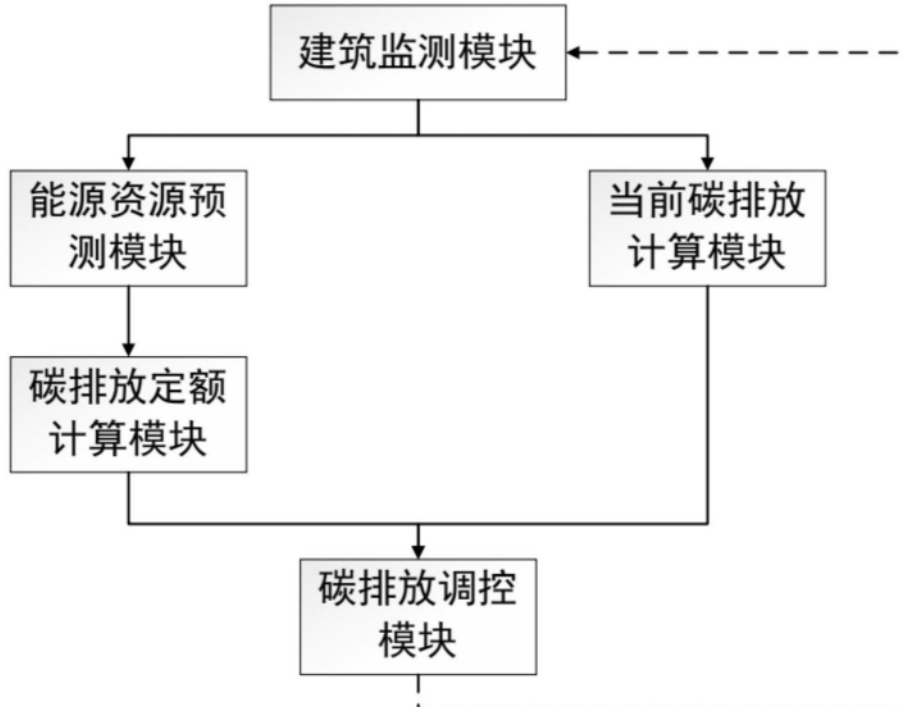 建筑监测模块
能源资源预
测模块
当前碳排放
计算模块
碳排放定额
计算模块
碳排放调控
模块